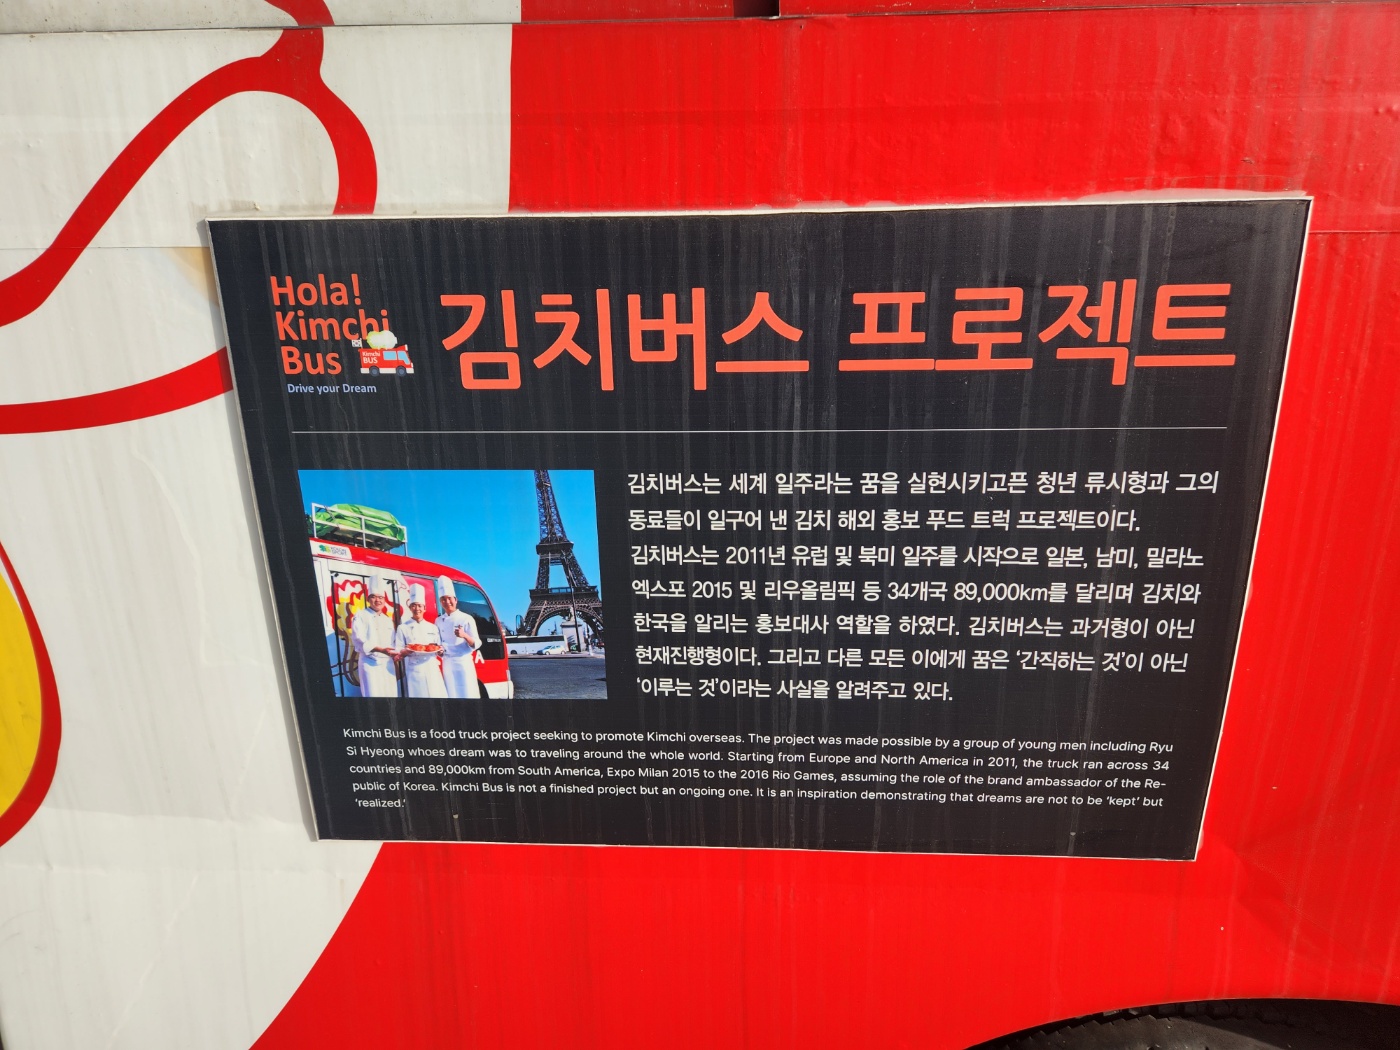 Hola!
Kimchi
Bus
Kimchi
BUS
Drive your Dream
김치버스 프로젝트
김치버스는 세계 일주라는 꿈을 실현시키고픈 청년 류시형과 그의
동료들이 일구어 낸 김치 해외 홍보 푸드 트럭 프로젝트이다.
김치버스는 2011년 유럽 및 북미 일주를 시작으로 일본, 남미, 밀라노
엑스포 2015 및 리우올림픽 등 34개국 89,000km를 달리며 김치와
한국을 알리는 홍보대사 역할을 하였다. 김치버스는 과거형이 아닌
현재진행형이다. 그리고 다른 모든 이에게 꿈은 ‘간직하는 것’이 아닌
‘이루는 것’이라는 사실을 알려주고 있다.
Kimchi Bus is a food truck project seeking to promote Kimchi overseas. The project was made possible by a group of young men including Ryu
Si Hyeong whoes dream was to traveling around the whole world. Starting from Europe and North America in 2011, the truck ran across 34
countries and 89,000km from South America, Expo Milan 2015 to the 2016 Rio Games, assuming the role of the brand ambassador of the Re-
public of Korea. Kimchi Bus is not a finished project but an ongoing one. It is an inspiration demonstrating that dreams are not to be ‘kept’ but
‘realized.’